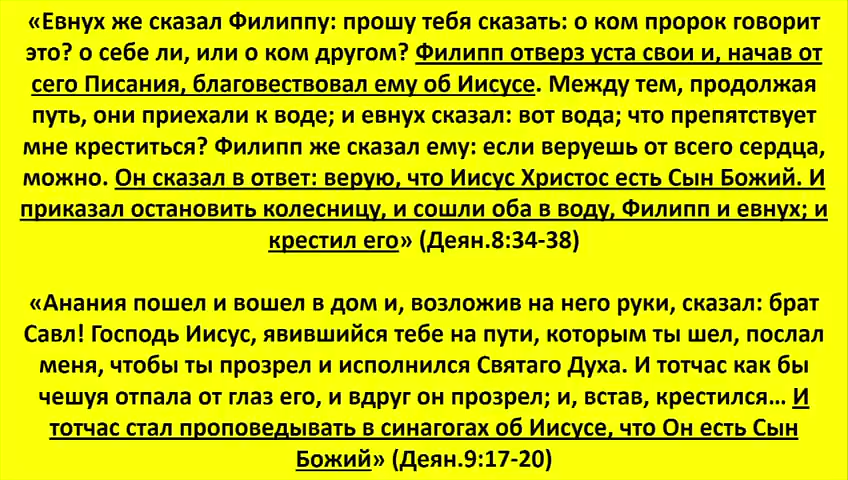 «Евнух же сказал Филиппу: прошу тебя сказать: о ком пророк говорит
это? о себе ли, или о ком другом? Филипп отверз уста свои и, начав от
сего Писания, благовествовал ему об Иисусе. Между тем, продолжая
путь, они приехали к воде; и евнух сказал: вот вода; что препятствует
мне креститься? Филипп же сказал ему: если веруешь от всего сердца,
можно. Он сказал в ответ: верую, что Иисус Христос есть Сын Божий. И
приказал остановить колесницу, и сошли оба в воду, Филипп и евнух; и
крестил его» (Деян.8:34-38)
«Анания пошел и вошел в дом и, возложив на него руки, сказал: брат
Савл! Господь Иисус, явившийся тебе на пути, которым ты шел, послал
меня, чтобы ты прозрел и исполнился Святаго Духа. И тотчас как бы
чешуя отпала от глаз его, и вдруг он прозрел; и, встав, крестился... И
тотчас стал проповедывать в синагогах об Иисусе, что Он есть Сын
Божий» (Деян.9:17-20)